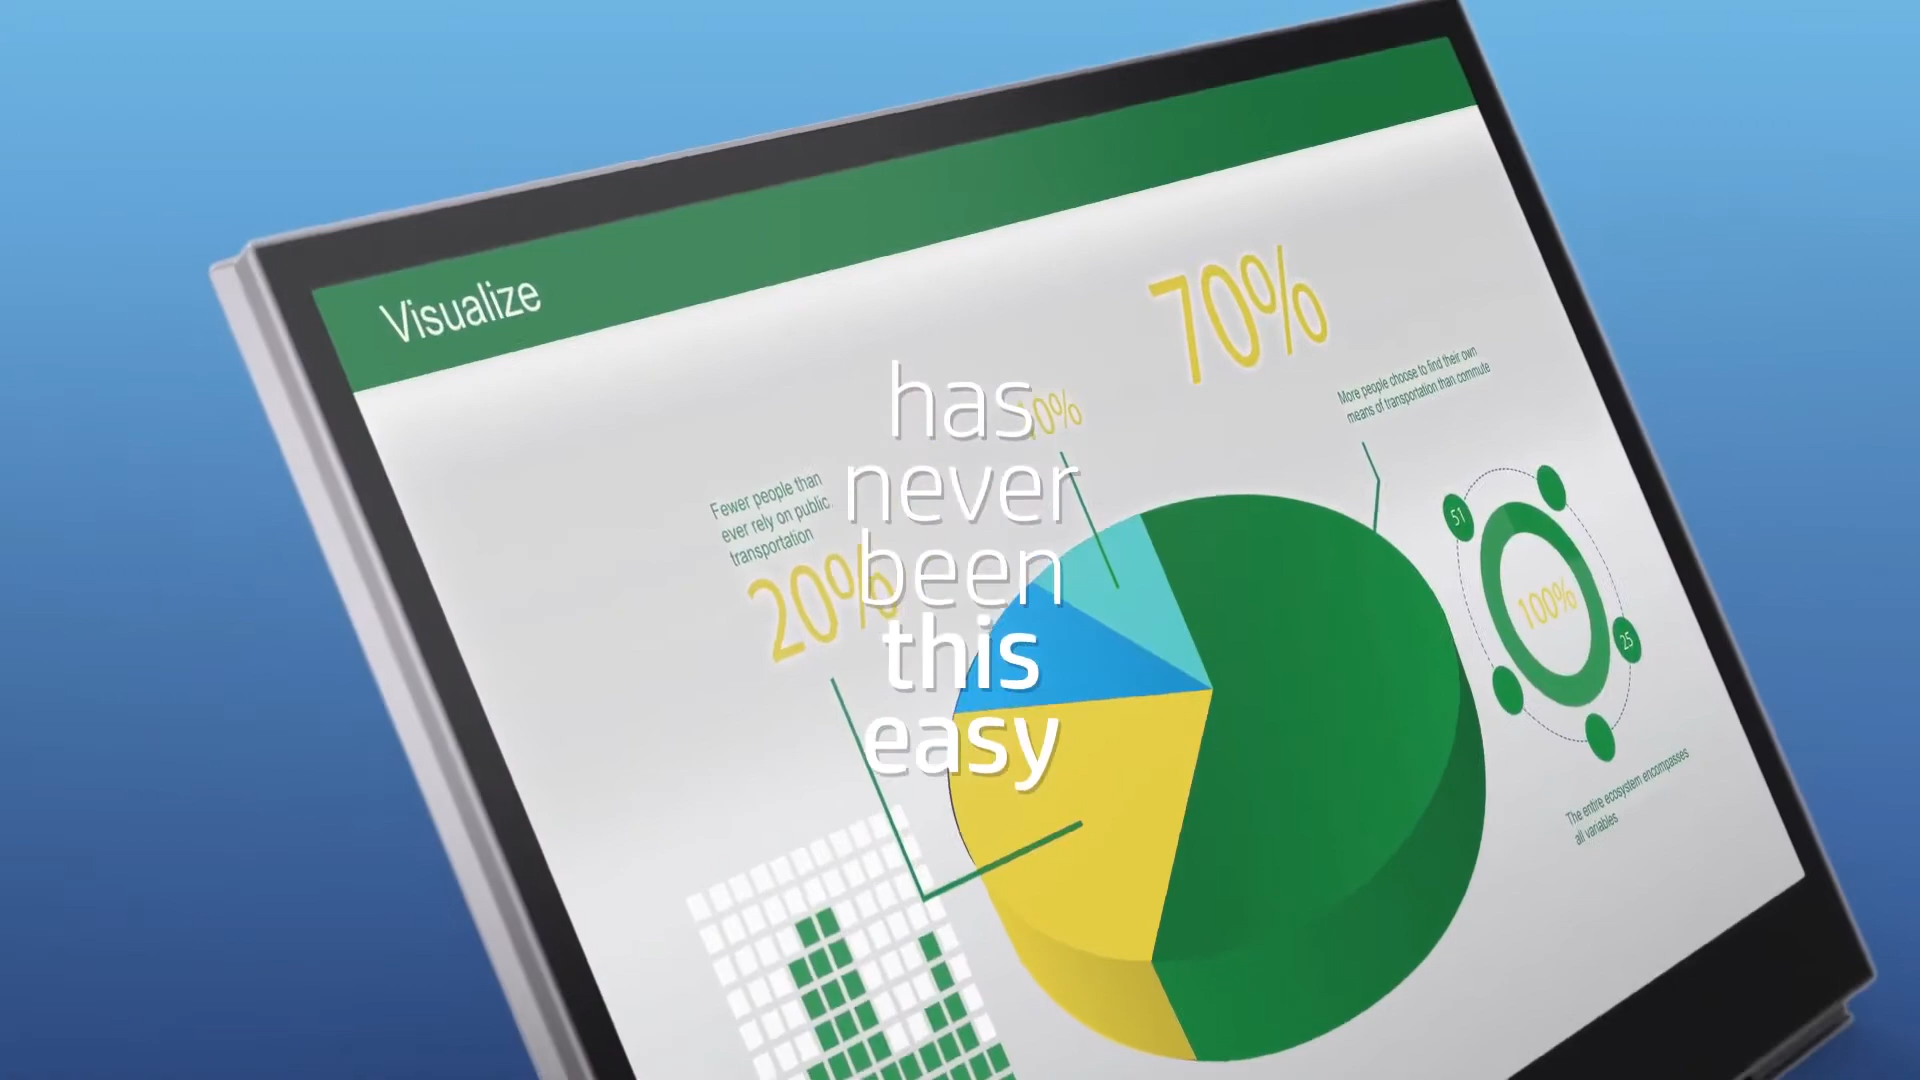 Visualize
70%
More people choose to find their own
means of transportation than commute
10%
has
never
been
this
easy
Fewer people than
ever rely on public
transportation
20%
51
100%
25
The entire ecosystem encompasses
all variables